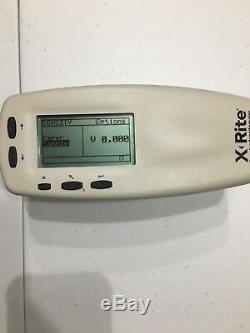 DENSITY Options
Paper
V 0.000
X·Rite®